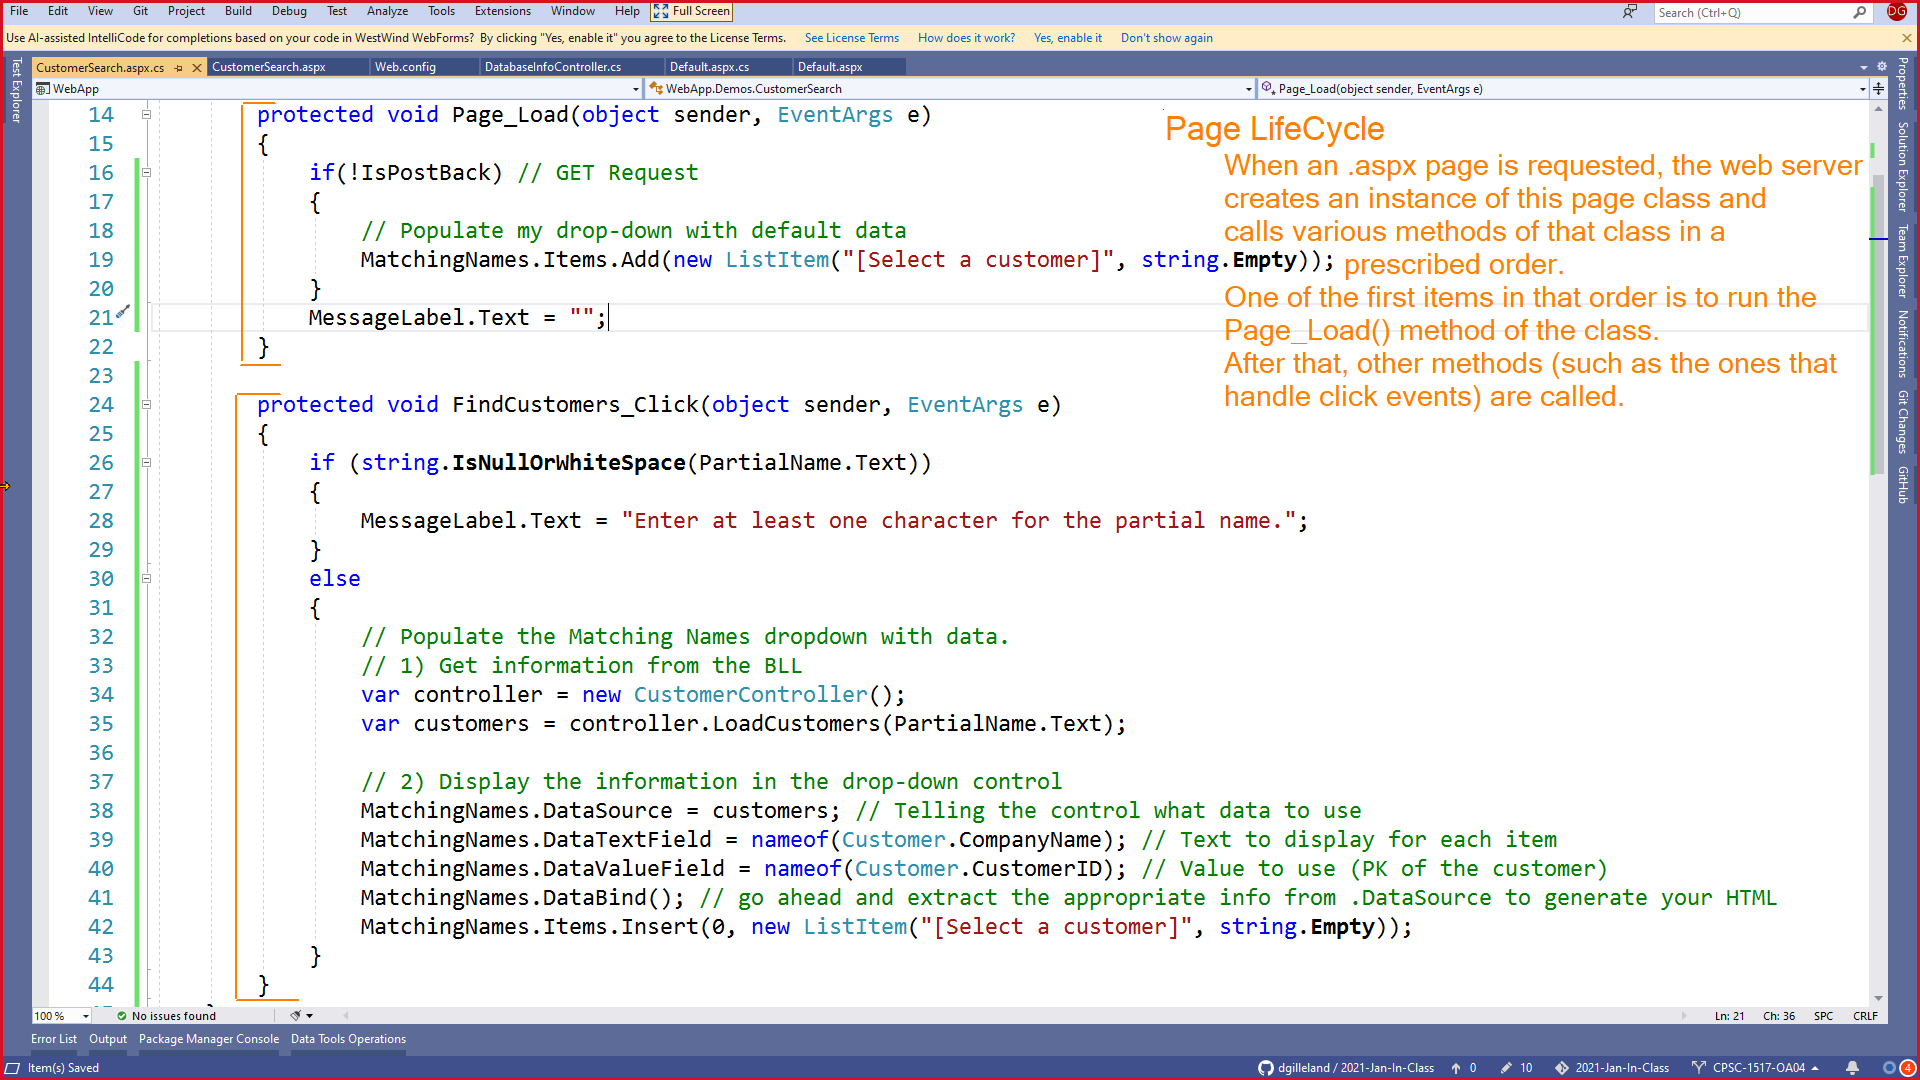 File Edit View Git Project Build Debug Test Analyze Tools Extensions Window Help Full Screen Search (Ctrl+Q) DG
Use AI-assisted IntelliCode for completions based on your code in WestWind WebForms? By clicking "Yes, enable it" you agree to the License Terms. See License Terms How does it work? Yes, enable it Don't show again
CustomerSearch.aspx.cs CustomerSearch.aspx Web.config DatabaseInfoController.cs Default.aspx.cs Default.aspx
WebApp WebApp.Demos.CustomerSearch Page_Load(object sender, EventArgs e)
Test Explorer
14 protected void Page_Load(object sender, EventArgs e)
15 {
16 if(!IsPostBack) // GET Request
17 {
18 // Populate my drop-down with default data
19 MatchingNames.Items.Add(new ListItem("[Select a customer]", string.Empty));
20 }
21 MessageLabel.Text = "";
22 }
23
24 protected void FindCustomers_Click(object sender, EventArgs e)
25 {
26 if (string.IsNullOrWhiteSpace(PartialName.Text))
27 {
28 MessageLabel.Text = "Enter at least one character for the partial name.";
29 }
30 else
31 {
32 // Populate the Matching Names dropdown with data.
33 // 1) Get information from the BLL
34 var controller = new CustomerController();
35 var customers = controller.LoadCustomers(PartialName.Text);
36
37 // 2) Display the information in the drop-down control
38 MatchingNames.DataSource = customers; // Telling the control what data to use
39 MatchingNames.DataTextField = nameof(Customer.CompanyName); // Text to display for each item
40 MatchingNames.DataValueField = nameof(Customer.CustomerID); // Value to use (PK of the customer)
41 MatchingNames.DataBind(); // go ahead and extract the appropriate info from .DataSource to generate your HTML
42 MatchingNames.Items.Insert(0, new ListItem("[Select a customer]", string.Empty));
43 }
44 }
Page LifeCycle
When an .aspx page is requested, the web server
creates an instance of this page class and
calls various methods of that class in a
prescribed order.
One of the first items in that order is to run the
Page_Load() method of the class.
After that, other methods (such as the ones that
handle click events) are called.
Properties
Solution Explorer
Team Explorer
Notifications
Git Changes
GitHub
100 % No issues found Ln: 21 Ch: 36 SPC CRLF
Error List Output Package Manager Console Data Tools Operations
Item(s) Saved dgilleland / 2021-Jan-In-Class 0 10 2021-Jan-In-Class CPSC-1517-OA04 4